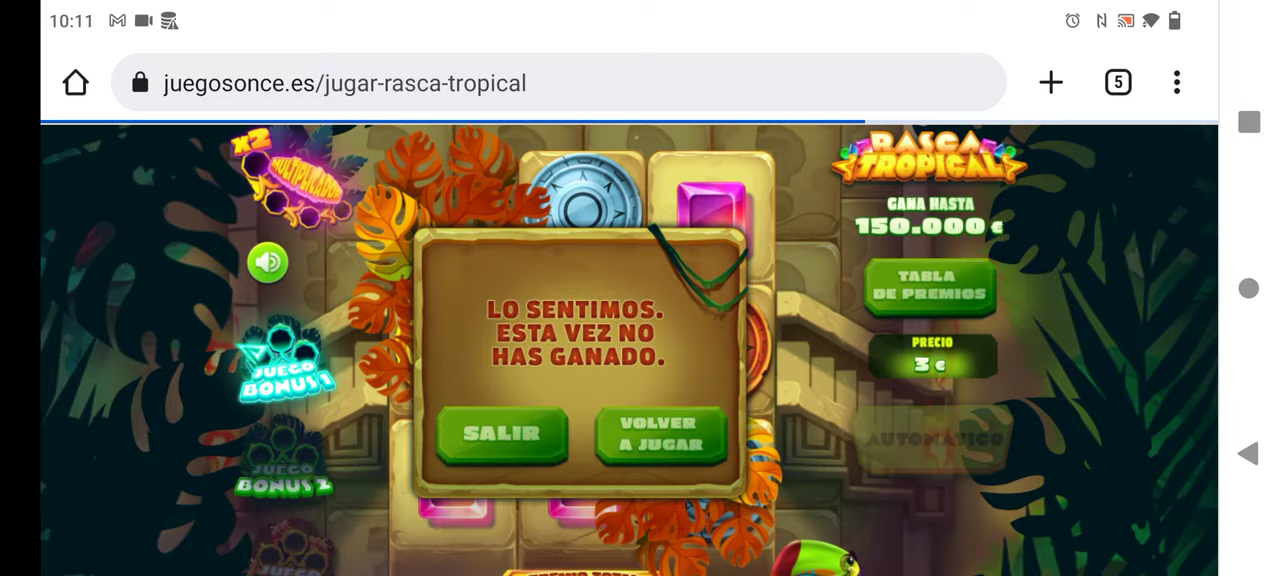 10:11
juegosonce.es/jugar-rasca-tropical
5
X2
MULTIPLICADOR
RASCA
TROPICAL
GANA HASTA
150.000 €
TABLA
DE PREMIOS
PRECIO
3 €
AUTOMÁTICO
LO SENTIMOS.
ESTA VEZ NO
HAS GANADO.
SALIR
VOLVER
A JUGAR
JUEGO
BONUS 1
JUEGO
BONUS 2
PREMIO TOTAL